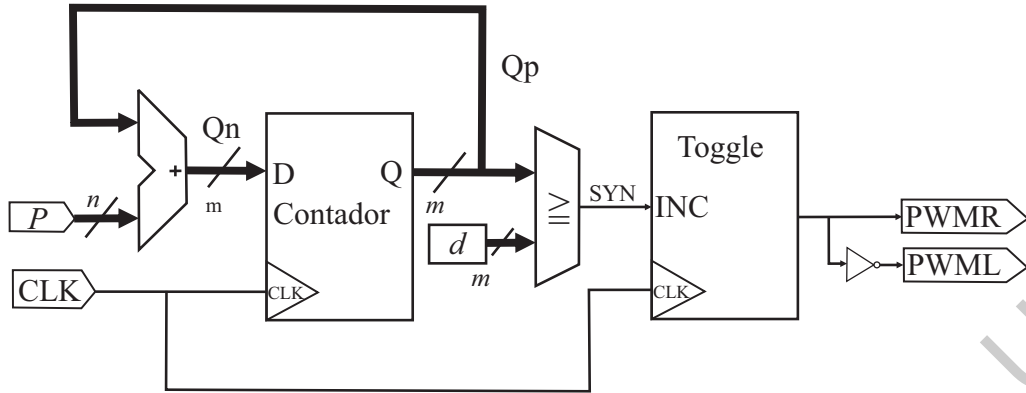 Qp
Qn
+
m
n
P
D
Q
Contador
CLK
m
d
m
≧
SYN
Toggle
INC
CLK
PWMR
PWML
CLK